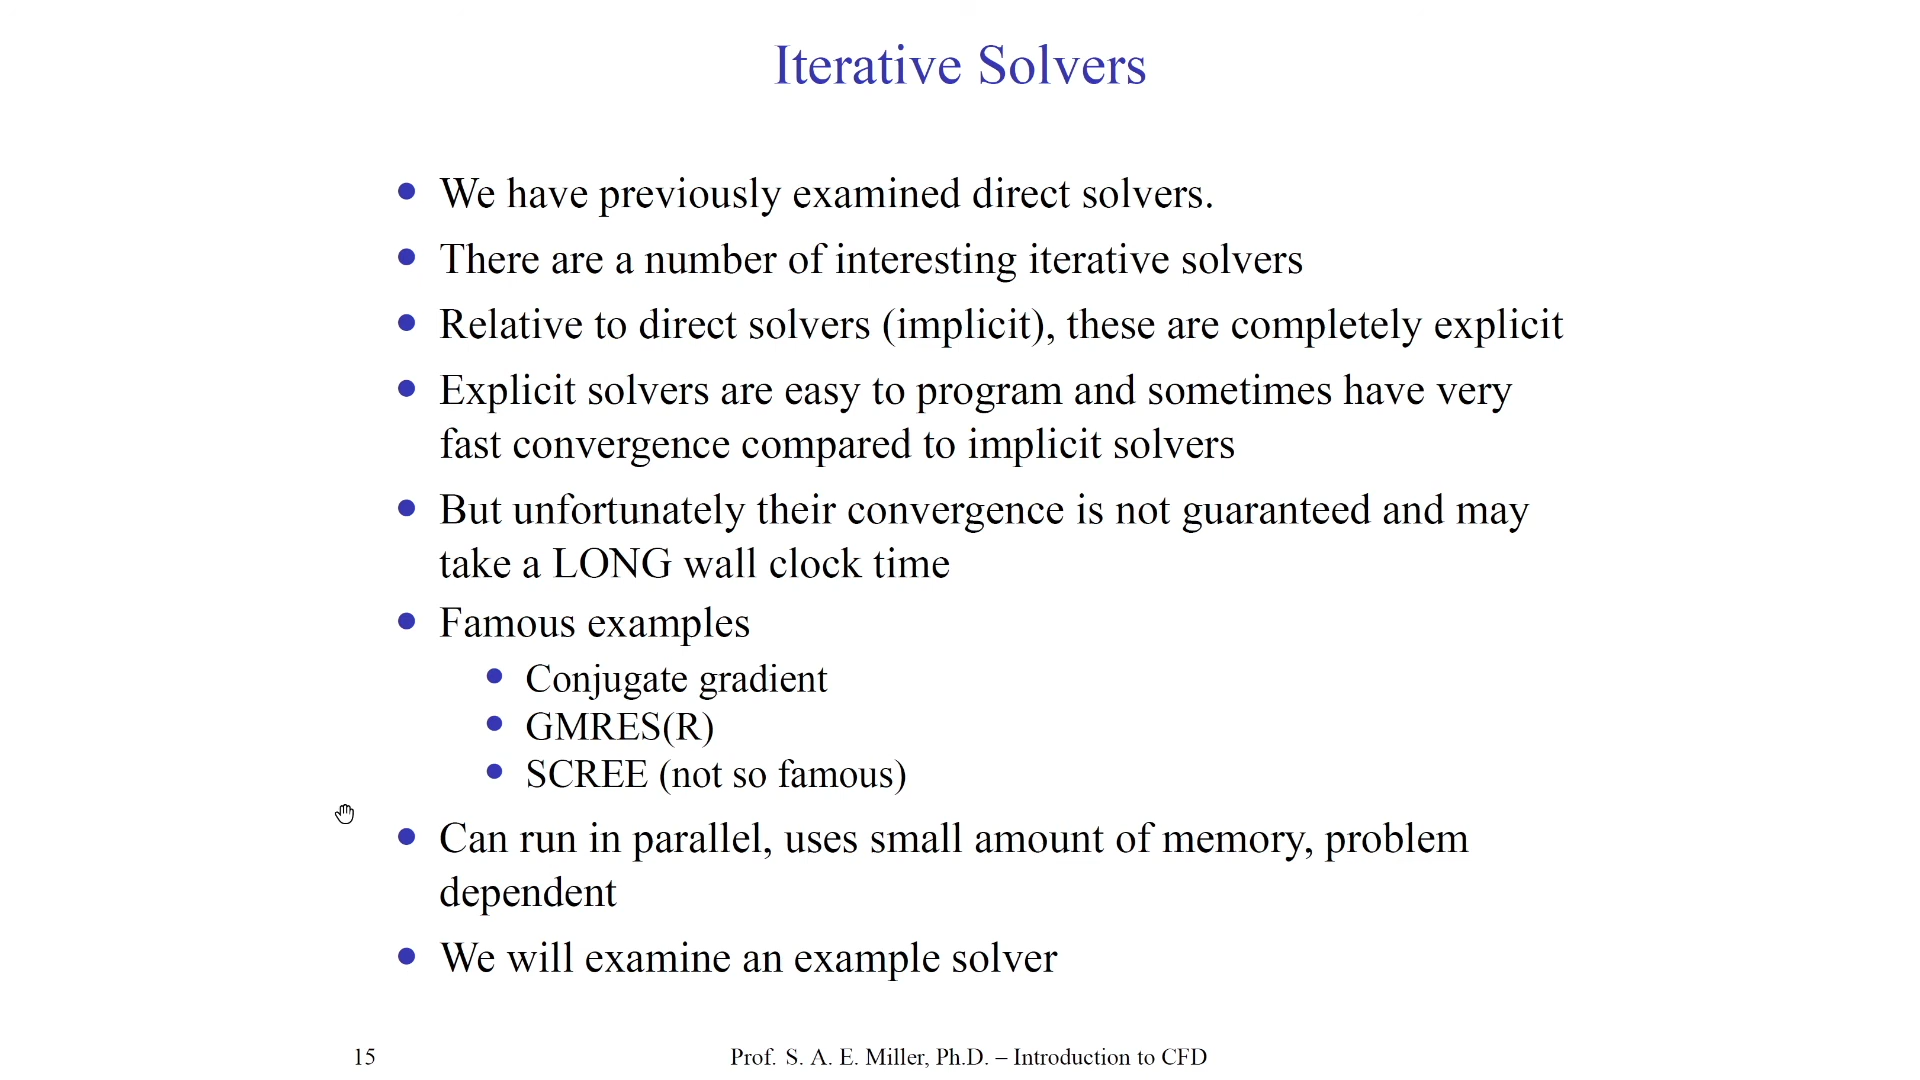 Iterative Solvers
We have previously examined direct solvers.
There are a number of interesting iterative solvers
Relative to direct solvers (implicit), these are completely explicit
Explicit solvers are easy to program and sometimes have very
fast convergence compared to implicit solvers
But unfortunately their convergence is not guaranteed and may
take a LONG wall clock time
Famous examples
Conjugate gradient
GMRES(R)
SCREE (not so famous)
Can run in parallel, uses small amount of memory, problem
dependent
We will examine an example solver
15
Prof. S. A. E. Miller, Ph.D. – Introduction to CFD